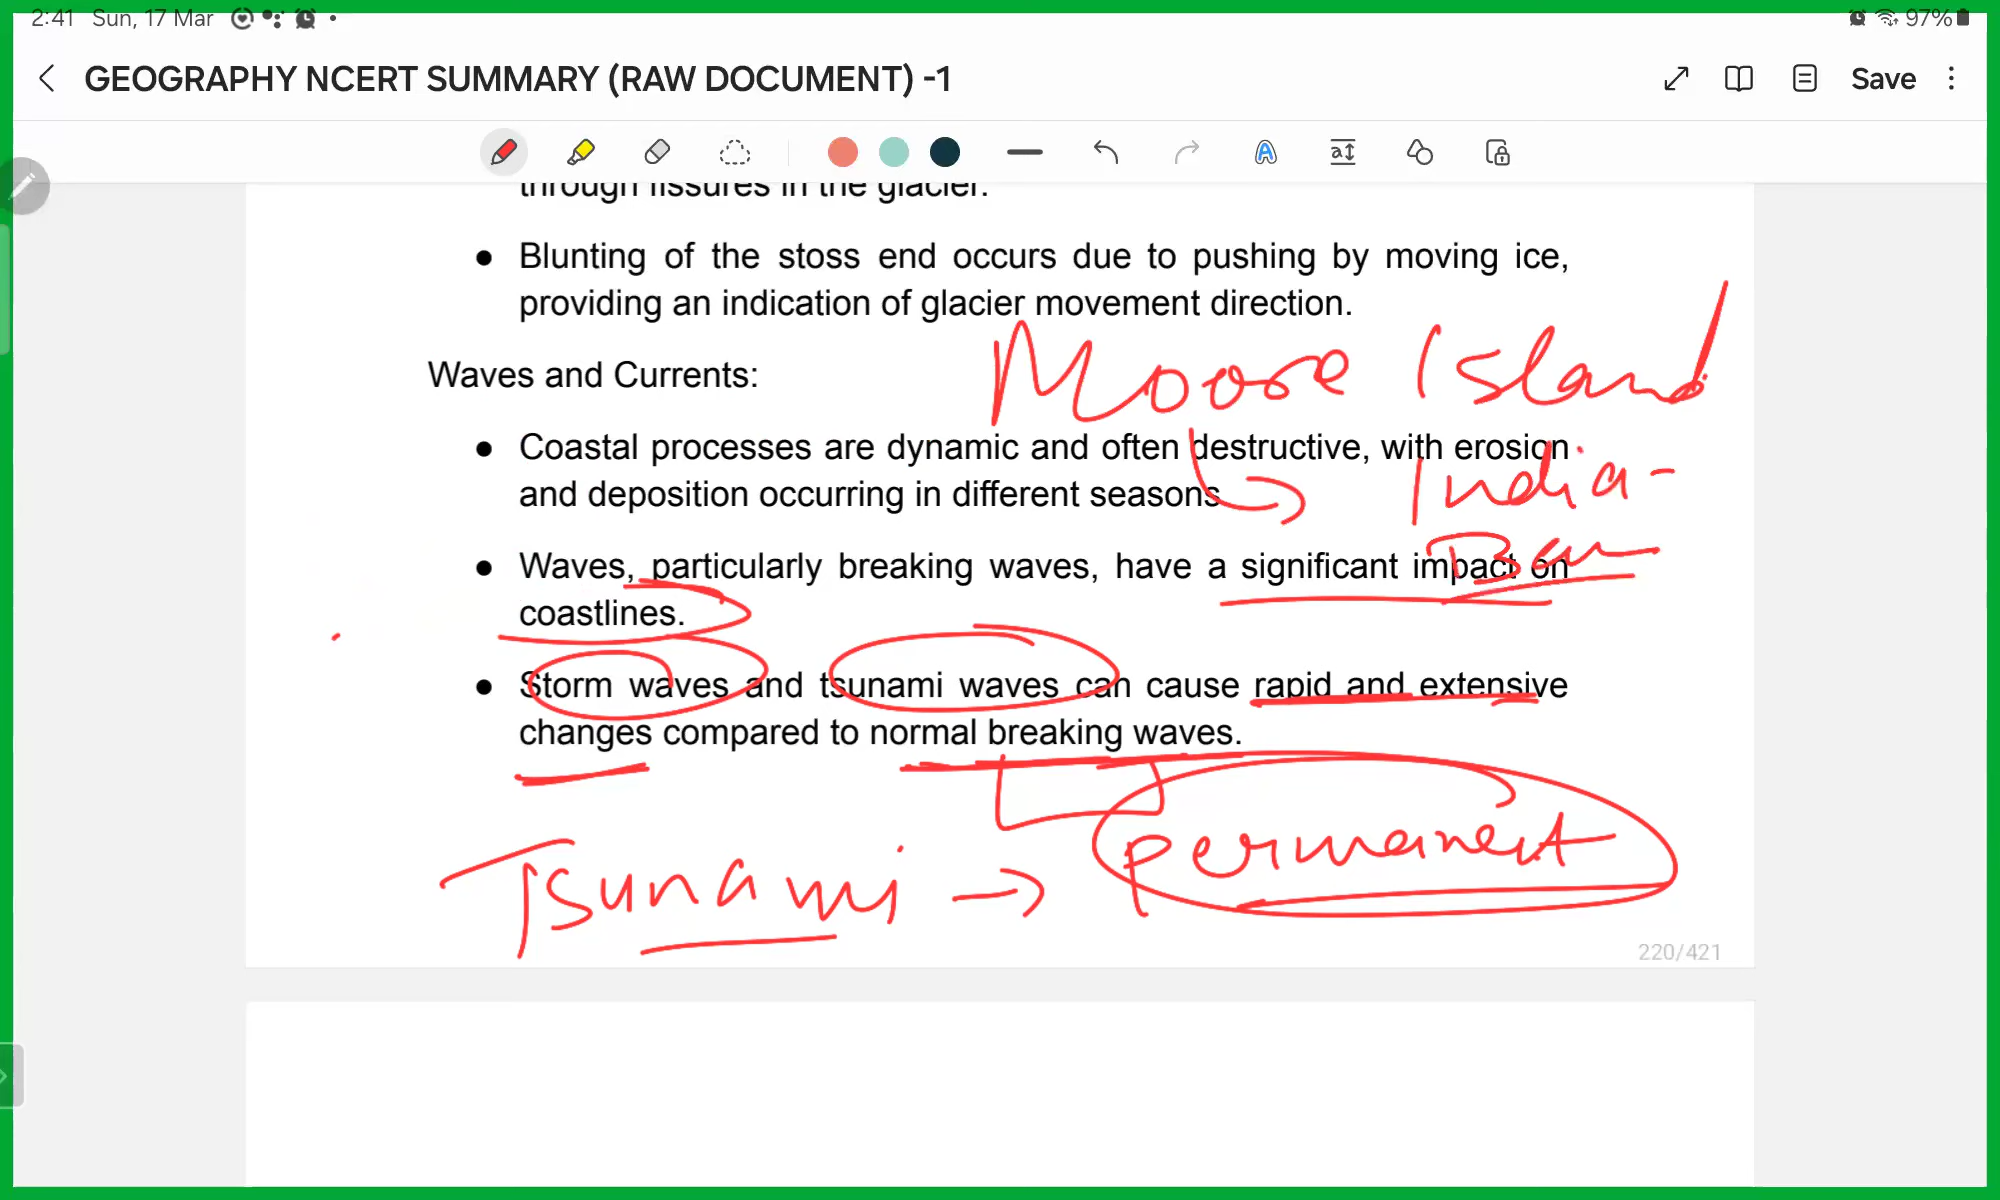 2:41 Sun, 17 Mar
97%
GEOGRAPHY NCERT SUMMARY (RAW DOCUMENT) -1
Save
through fissures in the glacier.
● Blunting of the stoss end occurs due to pushing by moving ice,
providing an indication of glacier movement direction.
Moore Island
Waves and Currents:
● Coastal processes are dynamic and often destructive, with erosion
and deposition occurring in different seasons
India -
Ban
● Waves, particularly breaking waves, have a significant impact on
coastlines.
● Storm waves and tsunami waves can cause rapid and extensive
changes compared to normal breaking waves.
Tsunami → permanent
220/421